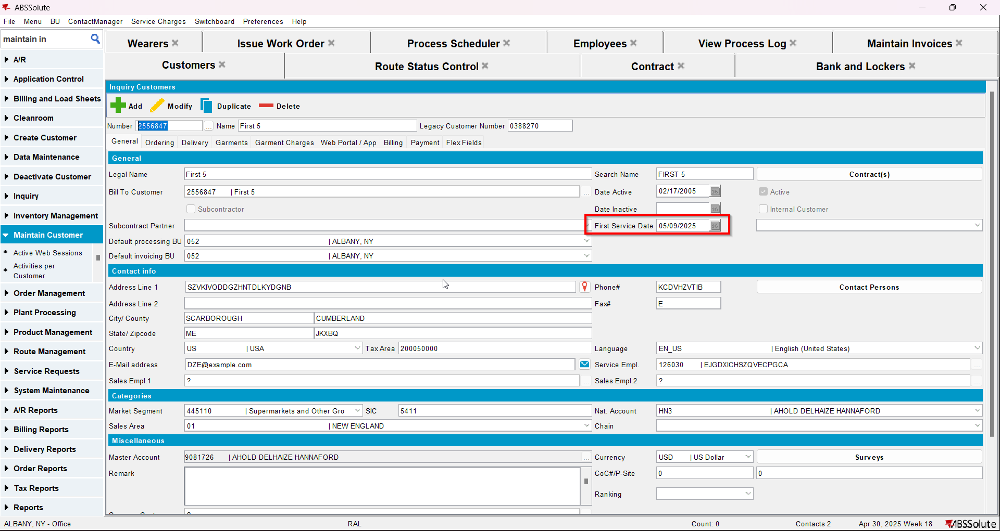 ABSSolute
File Menu BU ContactManager Service Charges Switchboard Preferences Help
maintain in
Wearers Issue Work Order Process Scheduler Employees View Process Log Maintain Invoices
Customers Route Status Control Contract Bank and Lockers
A/R
Application Control
Billing and Load Sheets
Cleanroom
Create Customer
Data Maintenance
Deactivate Customer
Inquiry
Inventory Management
Maintain Customer
Active Web Sessions
Activities per
Customer
Order Management
Plant Processing
Product Management
Route Management
Service Requests
System Maintenance
A/R Reports
Billing Reports
Delivery Reports
Order Reports
Tax Reports
Reports
Inquiry Customers
Add Modify Duplicate Delete
Number 2556847 ... Name First 5 Legacy Customer Number 0388270
General Ordering Delivery Garments Garment Charges Web Portal / App Billing Payment Flex Fields
General
Legal Name First 5 Search Name FIRST 5 Contract(s)
Bill To Customer 2556847 | First 5 ... Date Active 02/17/2005 16 Active
Subcontractor Date Inactive 16 Internal Customer
Subcontract Partner First Service Date 05/09/2025 16
Default processing BU 052 | ALBANY, NY
Default invoicing BU 052 | ALBANY, NY
Contact info
Address Line 1 SZVKIVODDGZHNTDLKYDGNB Phone# KCDVHZVTIB Contact Persons
Address Line 2 Fax# E
City/ County SCARBOROUGH CUMBERLAND
State/ Zipcode ME JKXBQ
Country US | USA Tax Area 200050000 Language EN_US | English (United States)
E-Mail address DZE@example.com Service Empl. 126030 | EJGDXICHSZQVECPGCA ...
Sales Empl.1 ? ... Sales Empl.2 ? ...
Categories
Market Segment 445110 | Supermarkets and Other Gro SIC 5411 Nat. Account HN3 | AHOLD DELHAIZE HANNAFORD
Sales Area 01 | NEW ENGLAND Chain
Miscellaneous
Master Account 9081726 | AHOLD DELHAIZE HANNAFORD ... Currency USD | US Dollar Surveys
Remark CoC#/P-Site 0 0
Ranking
ALBANY, NY - Office RAL Count: 0 Contacts 2 Apr 30, 2025 Week 18 ABSSolute